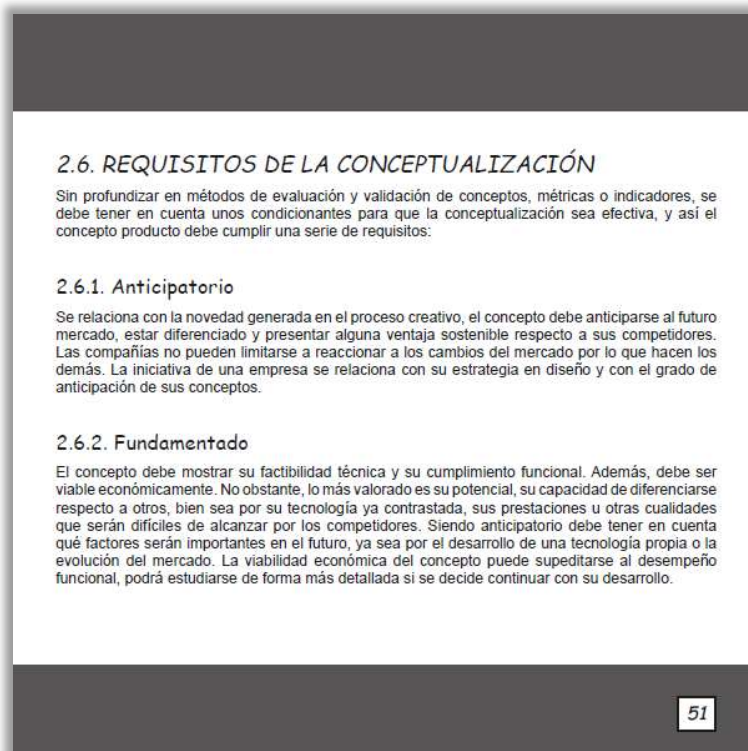 2.6. REQUISITOS DE LA CONCEPTUALIZACIÓN
Sin profundizar en métodos de evaluación y validación de conceptos, métricas o indicadores, se
debe tener en cuenta unos condicionantes para que la conceptualización sea efectiva, y así el
concepto producto debe cumplir una serie de requisitos:
2.6.1. Anticipatorio
Se relaciona con la novedad generada en el proceso creativo, el concepto debe anticiparse al futuro
mercado, estar diferenciado y presentar alguna ventaja sostenible respecto a sus competidores.
Las compañías no pueden limitarse a reaccionar a los cambios del mercado por lo que hacen los
demás. La iniciativa de una empresa se relaciona con su estrategia en diseño y con el grado de
anticipación de sus conceptos.
2.6.2. Fundamentado
El concepto debe mostrar su factibilidad técnica y su cumplimiento funcional. Además, debe ser
viable económicamente. No obstante, lo más valorado es su potencial, su capacidad de diferenciarse
respecto a otros, bien sea por su tecnología ya contrastada, sus prestaciones u otras cualidades
que serán difíciles de alcanzar por los competidores. Siendo anticipatorio debe tener en cuenta
qué factores serán importantes en el futuro, ya sea por el desarrollo de una tecnología propia o la
evolución del mercado. La viabilidad económica del concepto puede supeditarse al desempeño
funcional, podrá estudiarse de forma más detallada si se decide continuar con su desarrollo.
51